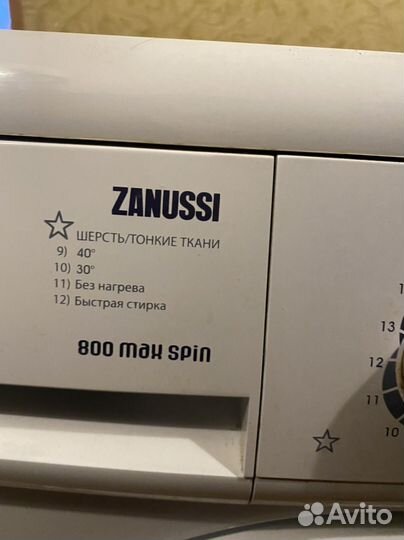 ZANUSSI
ШЕРСТЬ/ТОНКИЕ ТКАНИ
9) 40°
10) 30°
11) Без нагрева
12) Быстрая стирка
800 max spin
13
12
11
10
Avito